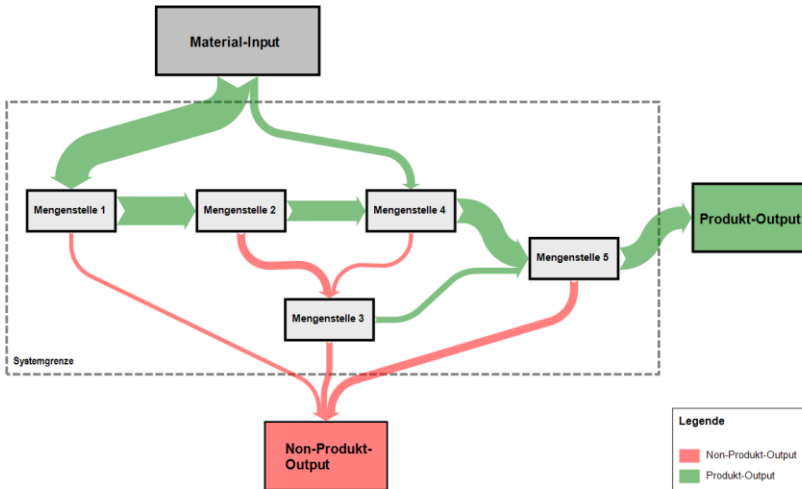 Material-Input
Mengenstelle 1
Mengenstelle 2
Mengenstelle 4
Produkt-Output
Mengenstelle 5
Mengenstelle 3
Systemgrenze
Non-Produkt-
Output
Legende
Non-Produkt-Output
Produkt-Output